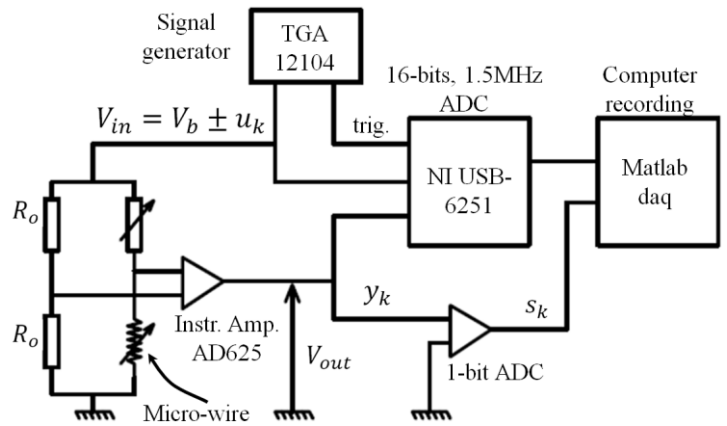 Signal
generator
TGA
12104
16-bits, 1.5MHz
ADC
Computer
recording
V_in = V_b ± u_k
trig.
NI USB-
6251
Matlab
daq
R_o
R_o
Instr. Amp.
AD625
V_out
y_k
s_k
1-bit ADC
Micro-wire